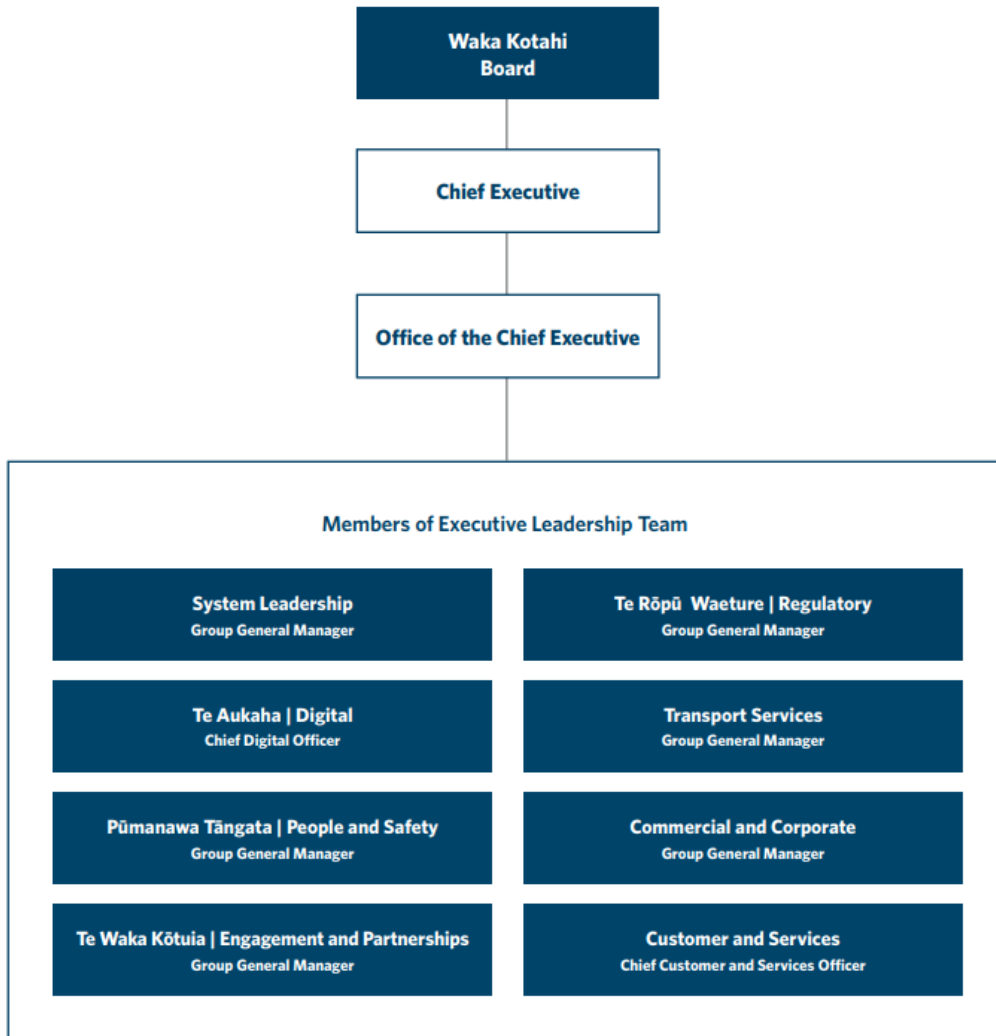 Waka Kotahi
Board
Chief Executive
Office of the Chief Executive
Members of Executive Leadership Team
System Leadership
Group General Manager
Te Rōpū Waeture | Regulatory
Group General Manager
Te Aukaha | Digital
Chief Digital Officer
Transport Services
Group General Manager
Pūmanawa Tāngata | People and Safety
Group General Manager
Commercial and Corporate
Group General Manager
Te Waka Kōtuia | Engagement and Partnerships
Group General Manager
Customer and Services
Chief Customer and Services Officer